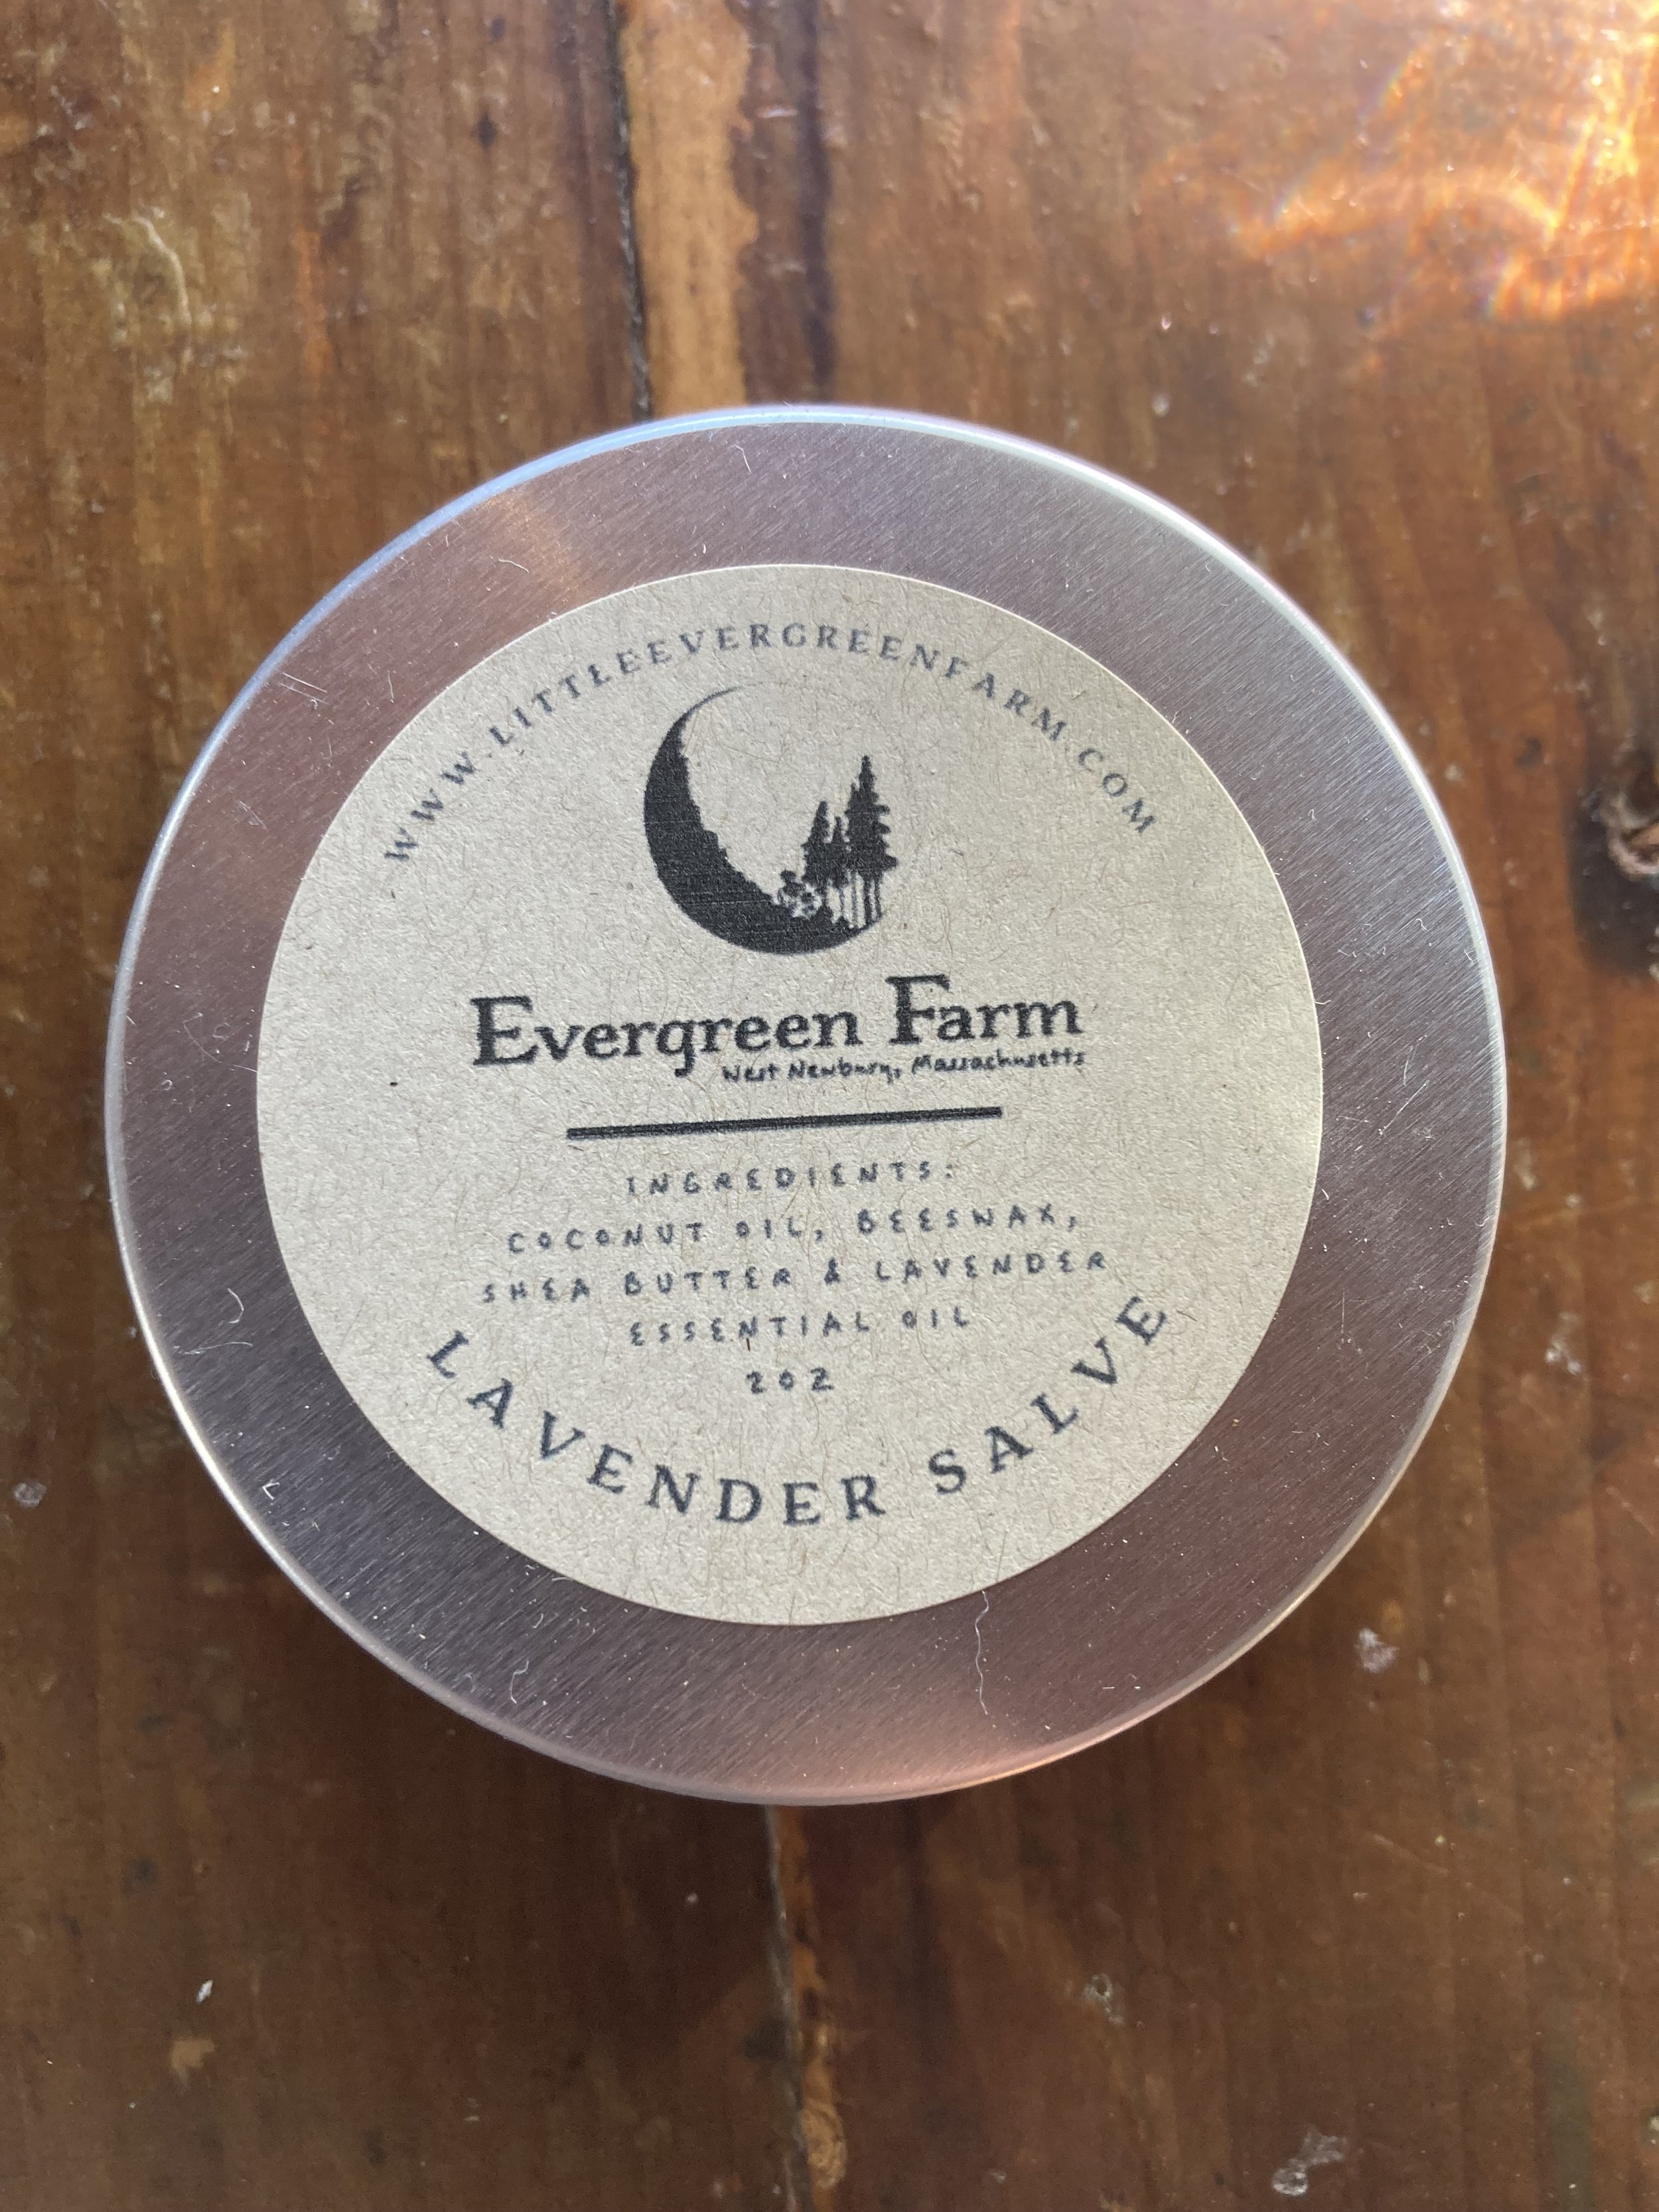 WWW.LITTLEEVERGREENFARM.COM
Evergreen Farm
West Newbury, Massachusetts
INGREDIENTS:
COCONUT OIL, BEESWAX,
SHEA BUTTER & LAVENDER
ESSENTIAL OIL
2OZ
LAVENDER SALVE